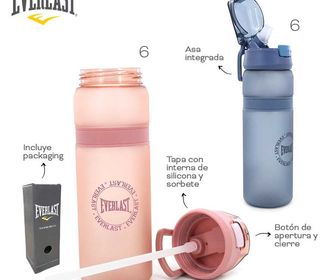 EVERLAST
6
6
Asa
integrada
Incluye
packaging
EVERLAST
Tapa con
interna de
silicona y
sorbete
Botón de
apertura y
cierre
EVERLAST
EVERLAST